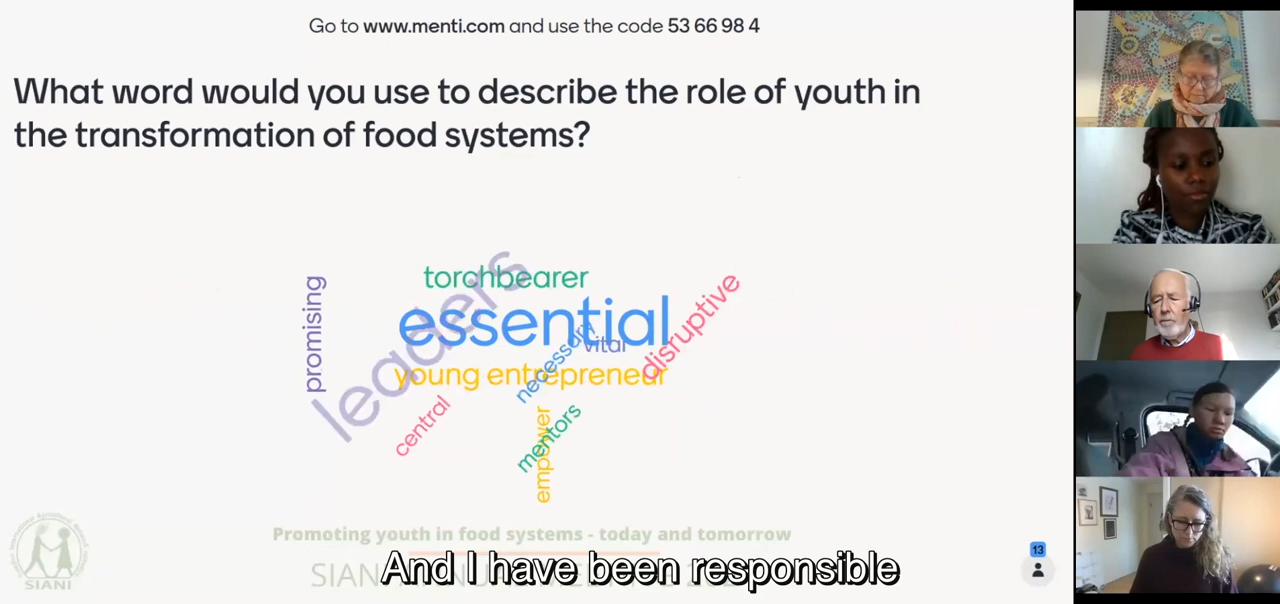 Go to www.menti.com and use the code 53 66 98 4
What word would you use to describe the role of youth in
the transformation of food systems?
torchbearer
leaders
promising
essential
disruptive
vital
necessary
young entrepreneur
central
mentors
empower
SIANI
Promoting youth in food systems - today and tomorrow
SIANI
And I have been responsible
13